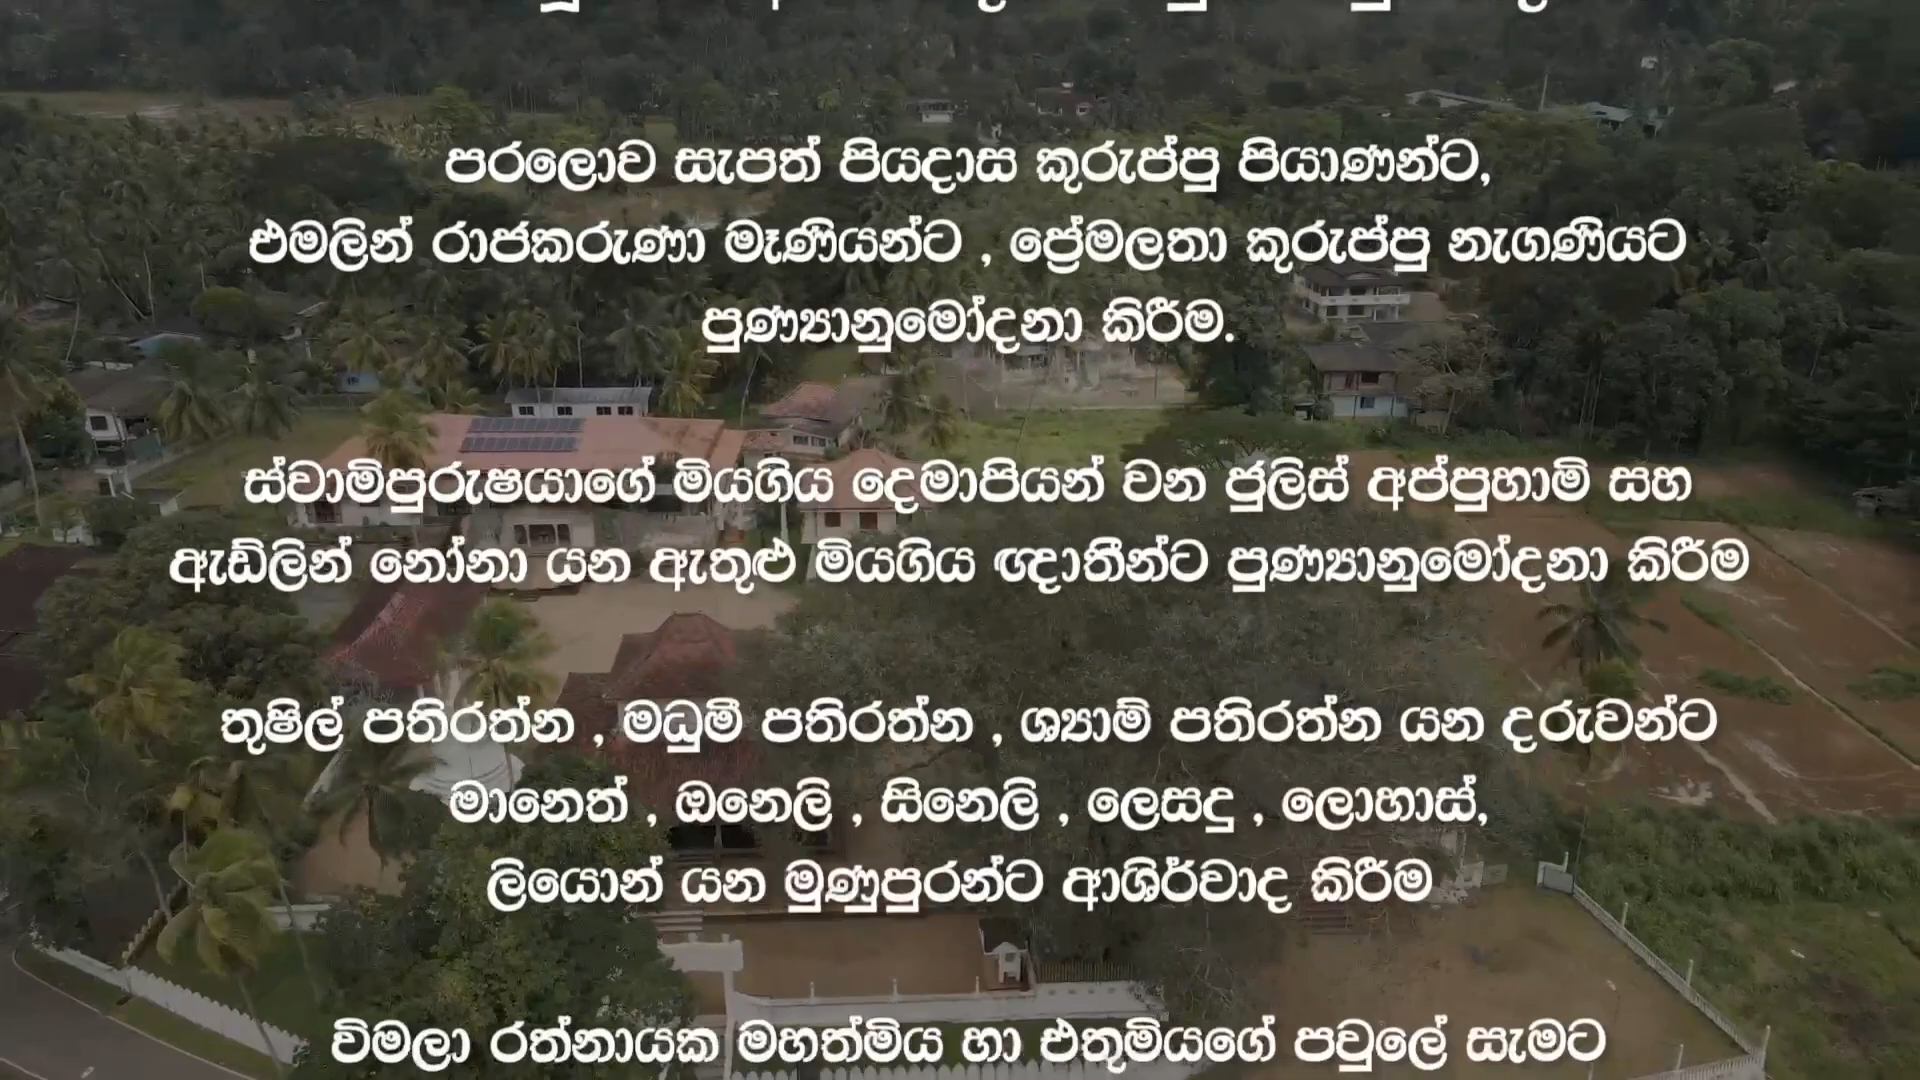 පරලොව සැපත් පියදාස කුරුප්පු පියාණන්ට,
එමලින් රාජකරුණා මෑණියන්ට , ප්‍රේමලතා කුරුප්පු නැගණියට
පුණ්‍යානුමෝදනා කිරීම.
ස්වාමිපුරුෂයාගේ මියගිය දෙමාපියන් වන ජුලිස් අප්පුහාමි සහ
ඇඩ්ලින් නෝනා යන ඇතුළු මියගිය ඥාතීන්ට පුණ්‍යානුමෝදනා කිරීම
තුෂිල් පතිරත්න , මධුමී පතිරත්න , ශ්‍යාම් පතිරත්න යන දරුවන්ට
මානෙත් , ඔනෙලි , සිනෙලි , ලෙසදු , ලොහාස්,
ලියොන් යන මුණුපුරන්ට ආශිර්වාද කිරීම
විමලා රත්නායක මහත්මිය හා එතුමියගේ පවුලේ සැමට